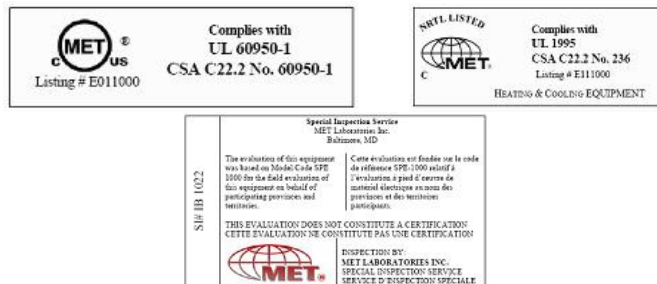 MET
®
C US
Listing # E011000
Complies with
UL 60950-1
CSA C22.2 No. 60950-1
NRTL LISTED
MET.
C
Complies with
UL 1995
CSA C22.2 No. 236
Listing # E111000
HEATING & COOLING EQUIPMENT
SI# IB 1022
Special Inspection Service
MET Laboratories Inc.
Baltimore, MD
The evaluation of this equipment
was based on Model Code SPE
1000 for the field evaluation of
this equipment on behalf of
participating provinces and
territories.
Cette évaluation est fondée sur le code
de référence SPE-1000 relatif à
l'évaluation à pied d'œuvre de
matériel électrique au nom des
provinces et des territoires
participants.
THIS EVALUATION DOES NOT CONSTITUTE A CERTIFICATION
CETTE EVALUATION NE CONSTITUTE PAS UNE CERTIFICATION
MET®
INSPECTION BY:
MET LABORATORIES INC.
SPECIAL INSPECTION SERVICE
SERVICE D'INSPECTION SPECIALE